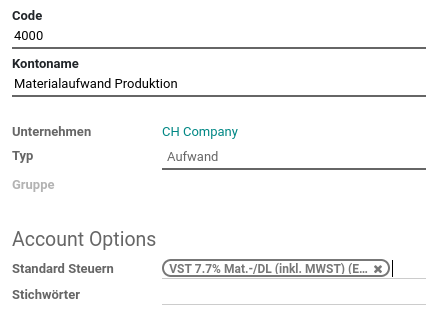 Code
4000
Kontoname
Materialaufwand Produktion
Unternehmen CH Company
Typ Aufwand
Gruppe
Account Options
Standard Steuern VST 7.7% Mat.-/DL (inkl. MWST) (E... ✖
Stichwörter